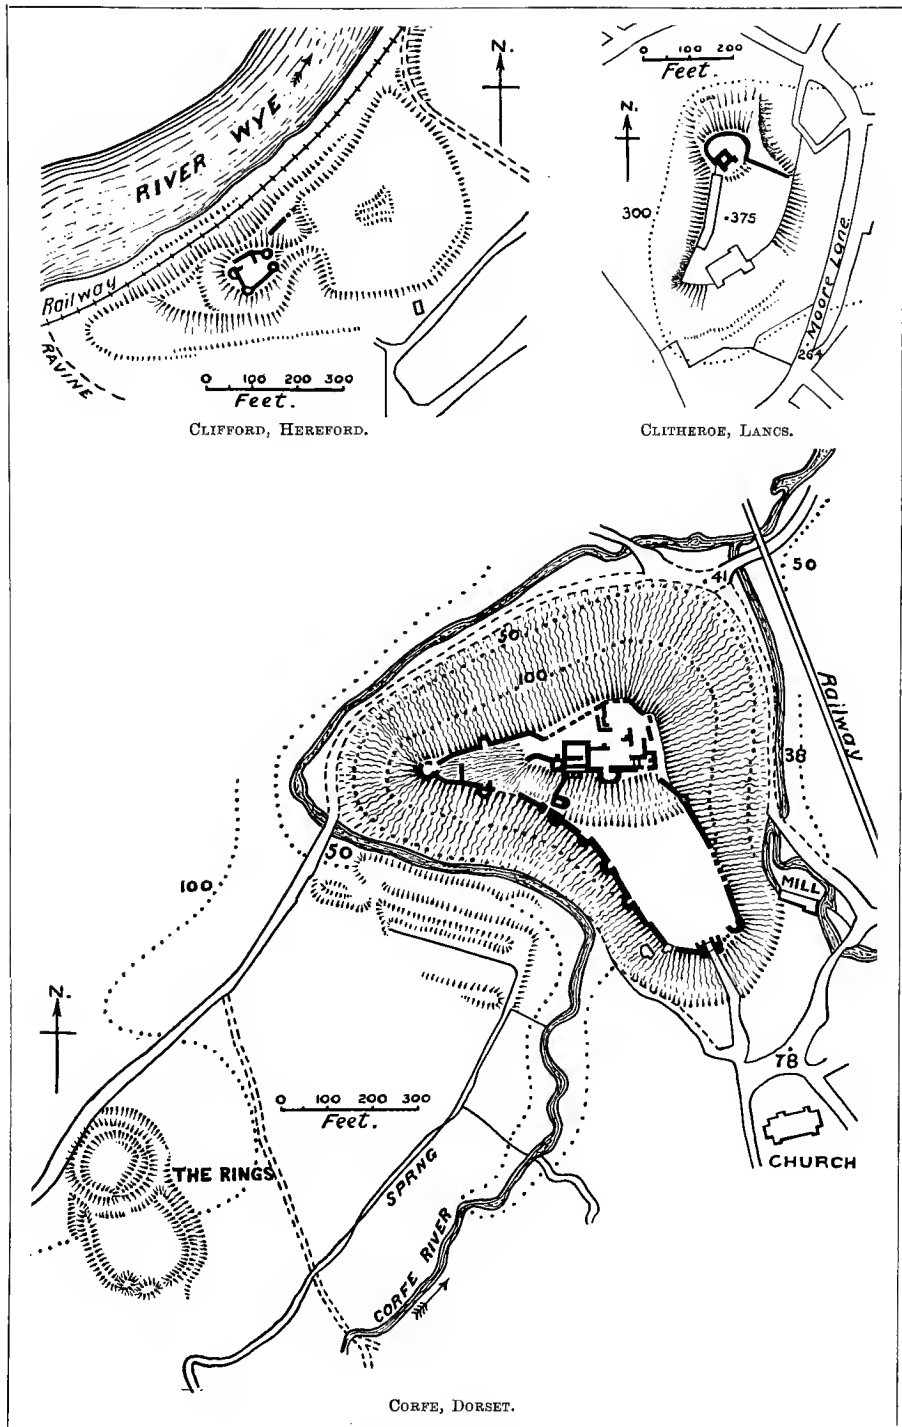 N.
RIVER WYE
Railway
RAVINE
0 100 200 300
Feet.
CLIFFORD, HEREFORD.
0 100 200
Feet.
N.
300
.375
Moore Lane
264
CLITHEROE, LANCS.
50
41
50
100
Railway
38
MILL
50
100
N.
78
0 100 200 300
Feet.
THE RINGS
SPRNG
CHURCH
CORFE RIVER
CORFE, DORSET.